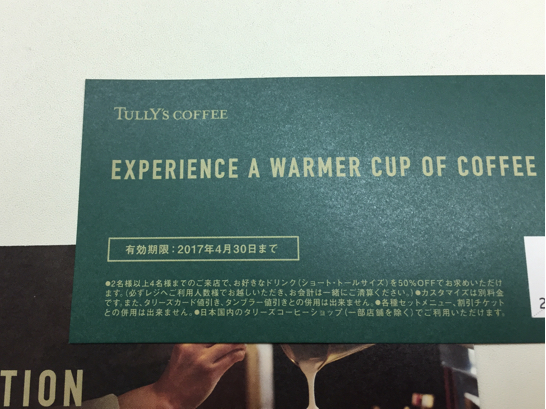 TULLY'S COFFEE
EXPERIENCE A WARMER CUP OF COFFEE
有効期限：2017年4月30日まで
●2名様以上4名様までのご来店で、お好きなドリンク（ショート・トールサイズ）を50％OFFでお求めいただけ
ます。（必ずレジへご利用人数様でお越しいただき、お会計は一緒にご清算ください。）●カスタマイズは別料金
です。また、タリーズカード値引き、タンブラー値引きとの併用は出来ません。●各種セットメニュー、割引チケット
との併用は出来ません。●日本国内のタリーズコーヒーショップ（一部店舗を除く）でご利用いただけます。
2
TION